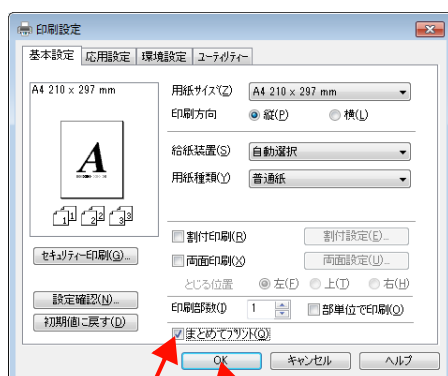 印刷設定
基本設定 応用設定 環境設定 ユーティリティー
A4 210 x 297 mm
A
1 1 2 2 3 3
セキュリティー印刷(G)...
設定確認(N)...
初期値に戻す(D)
用紙サイズ(Z) A4 210 x 297 mm
印刷方向 縦(P) 横(L)
給紙装置(S) 自動選択
用紙種類(Y) 普通紙
割付印刷(R) 割付設定(E)...
両面印刷(X) 両面設定(U)...
とじる位置 左(F) 上(T) 右(H)
印刷部数(I) 1 部単位で印刷(O)
まとめてプリント(Q)
OK キャンセル ヘルプ